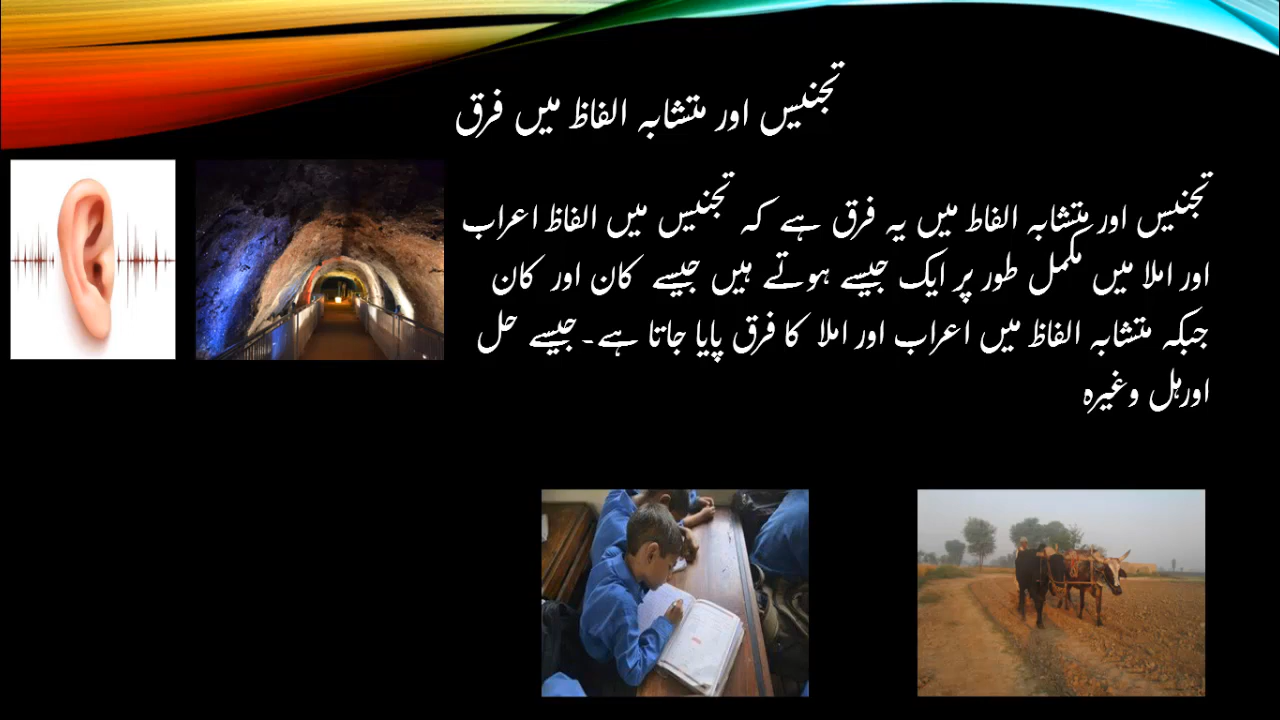 تجنیس اور متشابہ الفاظ میں فرق
تجنیس اور متشابہ الفاط میں یہ فرق ہے کہ تجنیس میں الفاظ اعراب
اور املا میں مکمل طور پر ایک جیسے ہوتے ہیں جیسے کان اور کان
جبکہ متشابہ الفاظ میں اعراب اور املا کا فرق پایا جاتا ہے۔جیسے حل
اورہل وغیرہ